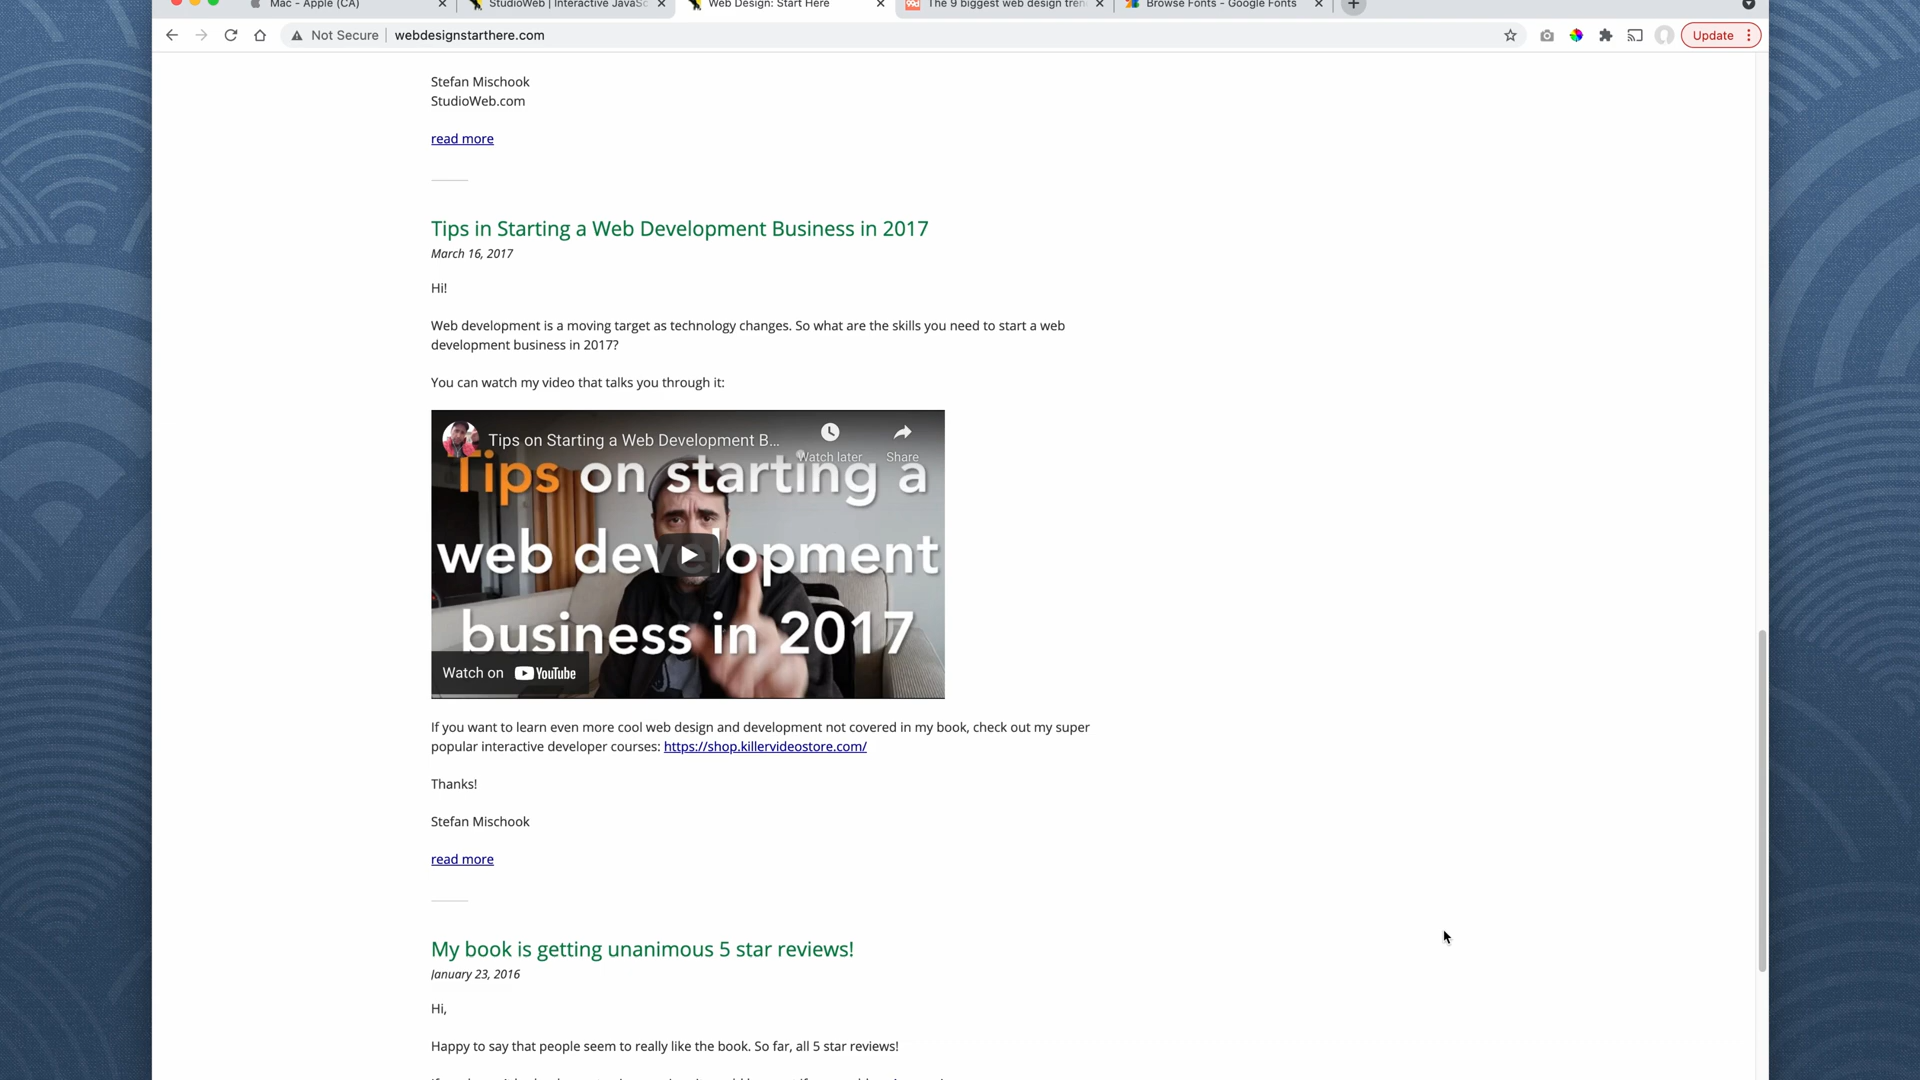 Mac - Apple (CA)
StudioWeb | Interactive JavaSc
Web Design: Start Here
The 9 biggest web design tren
Browse Fonts - Google Fonts
Not Secure
webdesignstarthere.com
Update
Stefan Mischook
StudioWeb.com
read more
Tips in Starting a Web Development Business in 2017
March 16, 2017
Hi!
Web development is a moving target as technology changes. So what are the skills you need to start a web
development business in 2017?
You can watch my video that talks you through it:
Tips on Starting a Web Development B...
Watch later
Share
Tips on starting a
web development
business in 2017
Watch on YouTube
If you want to learn even more cool web design and development not covered in my book, check out my super
popular interactive developer courses: https://shop.killervideostore.com/
Thanks!
Stefan Mischook
read more
My book is getting unanimous 5 star reviews!
January 23, 2016
Hi,
Happy to say that people seem to really like the book. So far, all 5 star reviews!